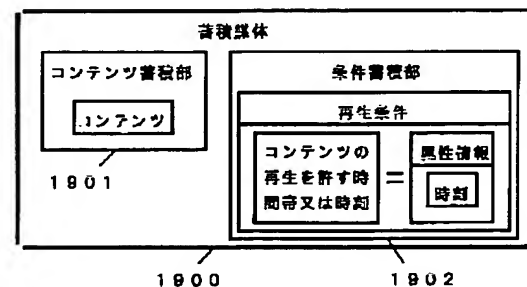 蓄積媒体
コンテンツ蓄積部
コンテンツ
1901
条件蓄積部
再生条件
コンテンツの
再生を許す時
間帯又は時刻
=
属性情報
時刻
1900
1902